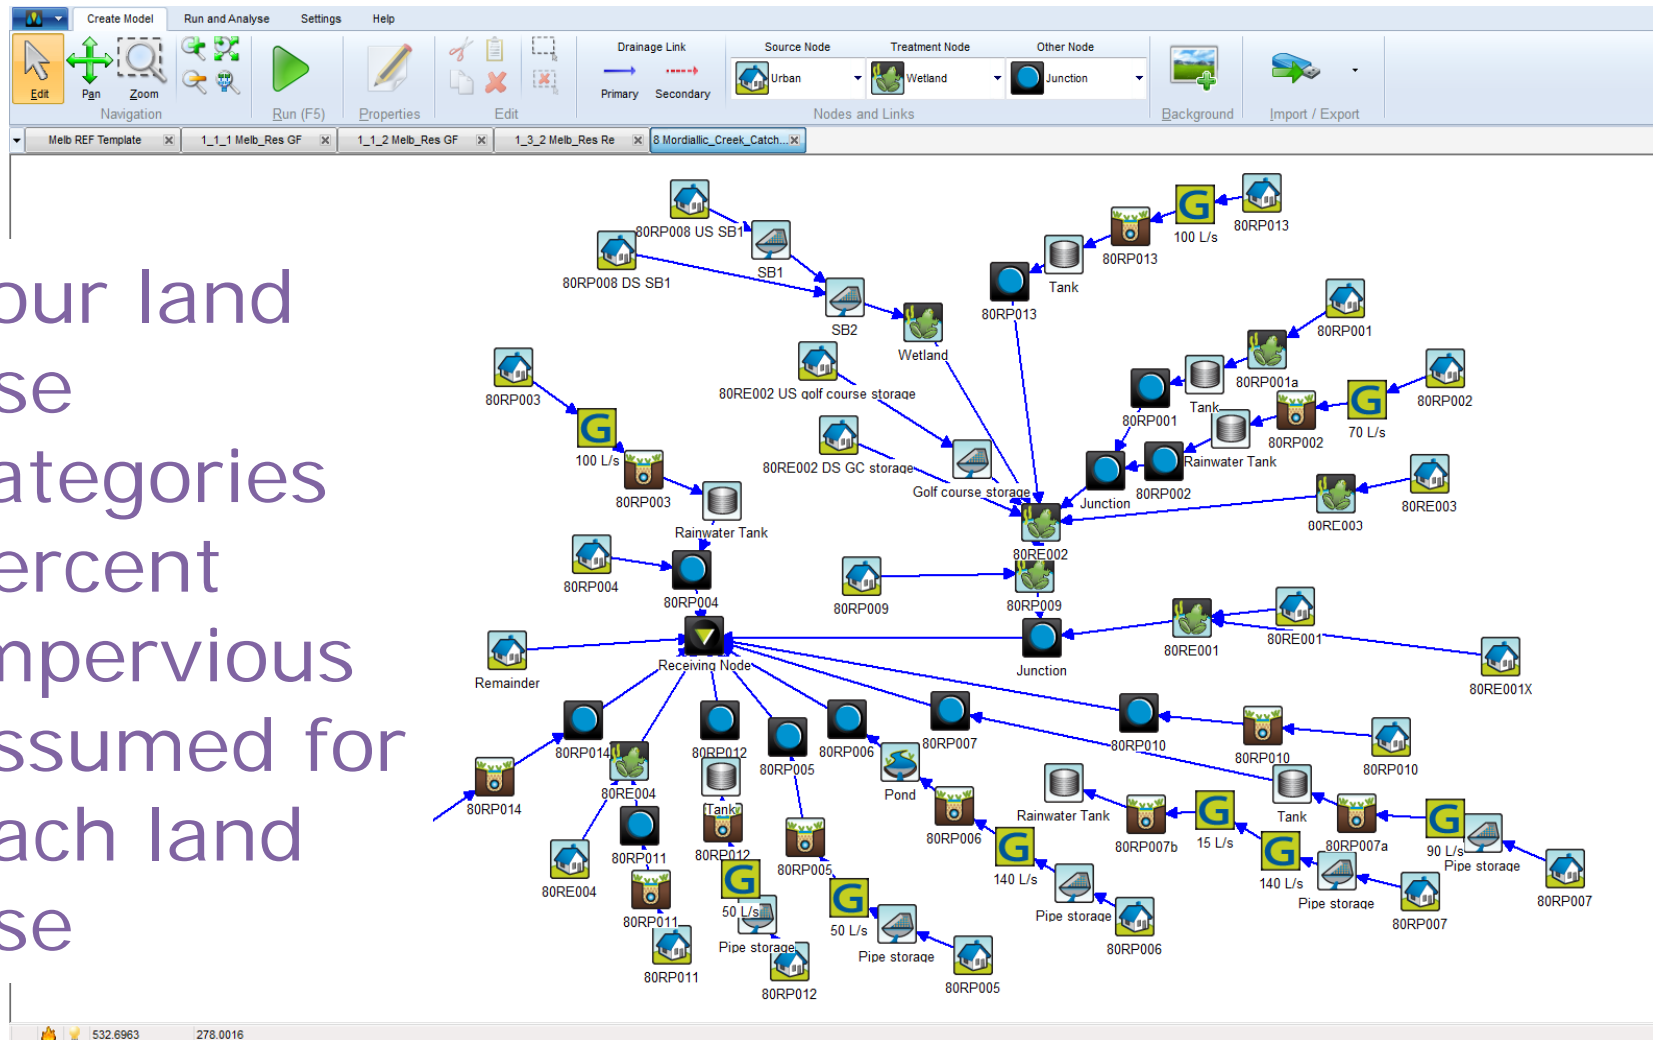 Create Model Run and Analyse Settings Help
Drainage Link Source Node Treatment Node Other Node
Urban Wetland Junction
Edit Pan Zoom Primary Secondary
Navigation Run (F5) Properties Edit Nodes and Links Background Import / Export
Melb REF Template 1_1_1 Melb_Res GF 1_1_2 Melb_Res GF 1_3_2 Melb_Res Re 8 Mordiallic_Creek_Catch...
our land
se
ategories
ercent
mpervious
ssumed for
ach land
se
80RP008 US SB1
SB1
80RP008 DS SB1
SB2
Wetland
80RE002 US golf course storage
80RE002 DS GC storage
Golf course storage
80RP013
100 L/s
80RP013
Tank
80RP013
80RP001
80RP001a
Tank
80RP001
80RP002
70 L/s
80RP002
Rainwater Tank
80RP002
Junction
80RE003
80RE003
80RE002
80RP003
100 L/s
80RP003
Rainwater Tank
80RP004
80RP004
80RP009
80RP009
80RE001
80RE001
80RE001X
Junction
Receiving Node
Remainder
80RP014
80RP014
80RE004
80RE004
80RP011
80RP011
80RP011
80RP012
Tank
80RP012
50 L/s
Pipe storage
80RP012
80RP005
80RP005
50 L/s
Pipe storage
80RP005
80RP006
Pond
80RP006
140 L/s
Pipe storage
80RP006
80RP007
Rainwater Tank
80RP007b
15 L/s
140 L/s
Pipe storage
80RP007
Tank
80RP007a
90 L/s
Pipe storage
80RP007
80RP010
80RP010
80RP010
532.6963 278.0016